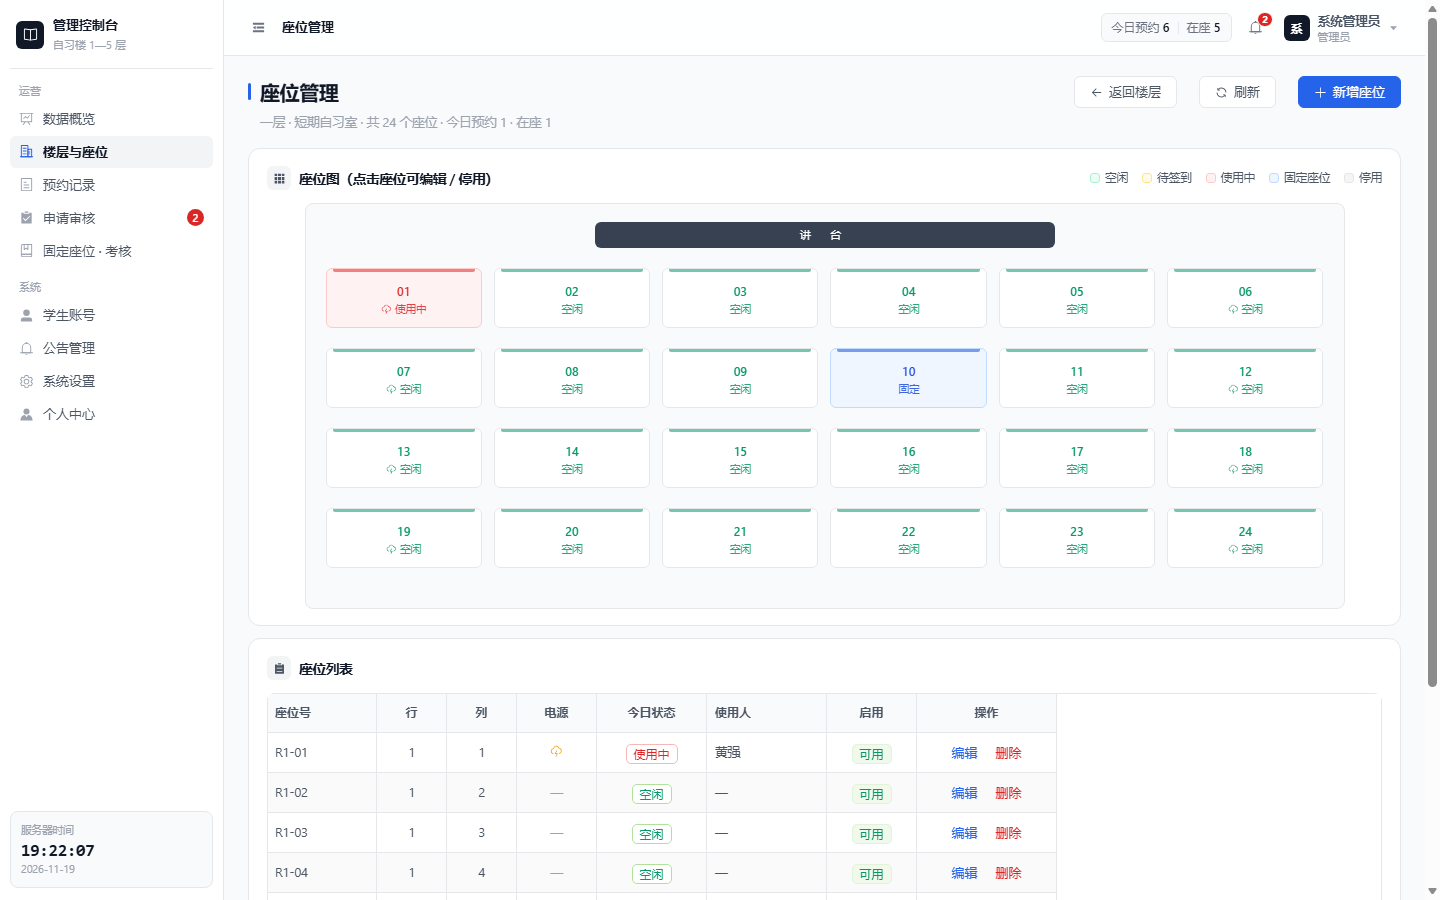 管理控制台
自习楼 1—5 层
运营
数据概览
楼层与座位
预约记录
申请审核 2
固定座位 · 考核
系统
学生账号
公告管理
系统设置
个人中心
服务器时间
19:22:07
2026-11-19
座位管理
今日预约 6 在座 5
2
系
系统管理员
管理员
座位管理
一层 · 短期自习室 · 共 24 个座位 · 今日预约 1 · 在座 1
返回楼层
刷新
新增座位
座位图（点击座位可编辑 / 停用）
空闲 待签到 使用中 固定座位 停用
讲 台
01 02 03 04 05 06
使用中 空闲 空闲 空闲 空闲 空闲
07 08 09 10 11 12
空闲 空闲 空闲 固定 空闲 空闲
13 14 15 16 17 18
空闲 空闲 空闲 空闲 空闲 空闲
19 20 21 22 23 24
空闲 空闲 空闲 空闲 空闲 空闲
座位列表
座位号 行 列 电源 今日状态 使用人 启用 操作
R1-01 1 1 使用中 黄强 可用 编辑 删除
R1-02 1 2 — 空闲 — 可用 编辑 删除
R1-03 1 3 — 空闲 — 可用 编辑 删除
R1-04 1 4 — 空闲 — 可用 编辑 删除